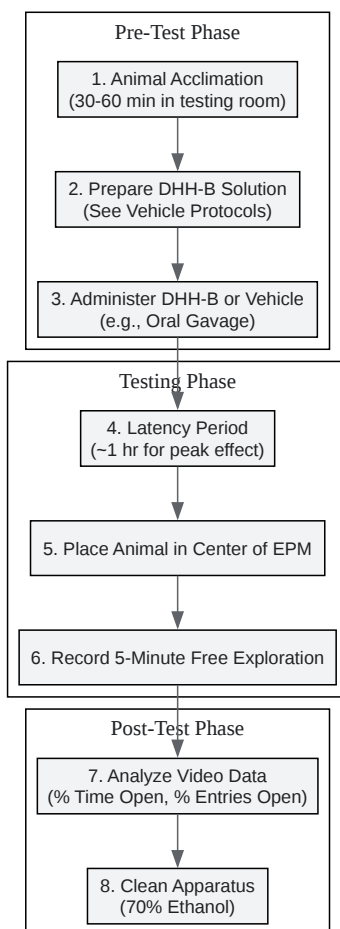 Pre-Test Phase
1. Animal Acclimation
(30-60 min in testing room)
2. Prepare DHH-B Solution
(See Vehicle Protocols)
3. Administer DHH-B or Vehicle
(e.g., Oral Gavage)
Testing Phase
4. Latency Period
(~1 hr for peak effect)
5. Place Animal in Center of EPM
6. Record 5-Minute Free Exploration
Post-Test Phase
7. Analyze Video Data
(% Time Open, % Entries Open)
8. Clean Apparatus
(70% Ethanol)